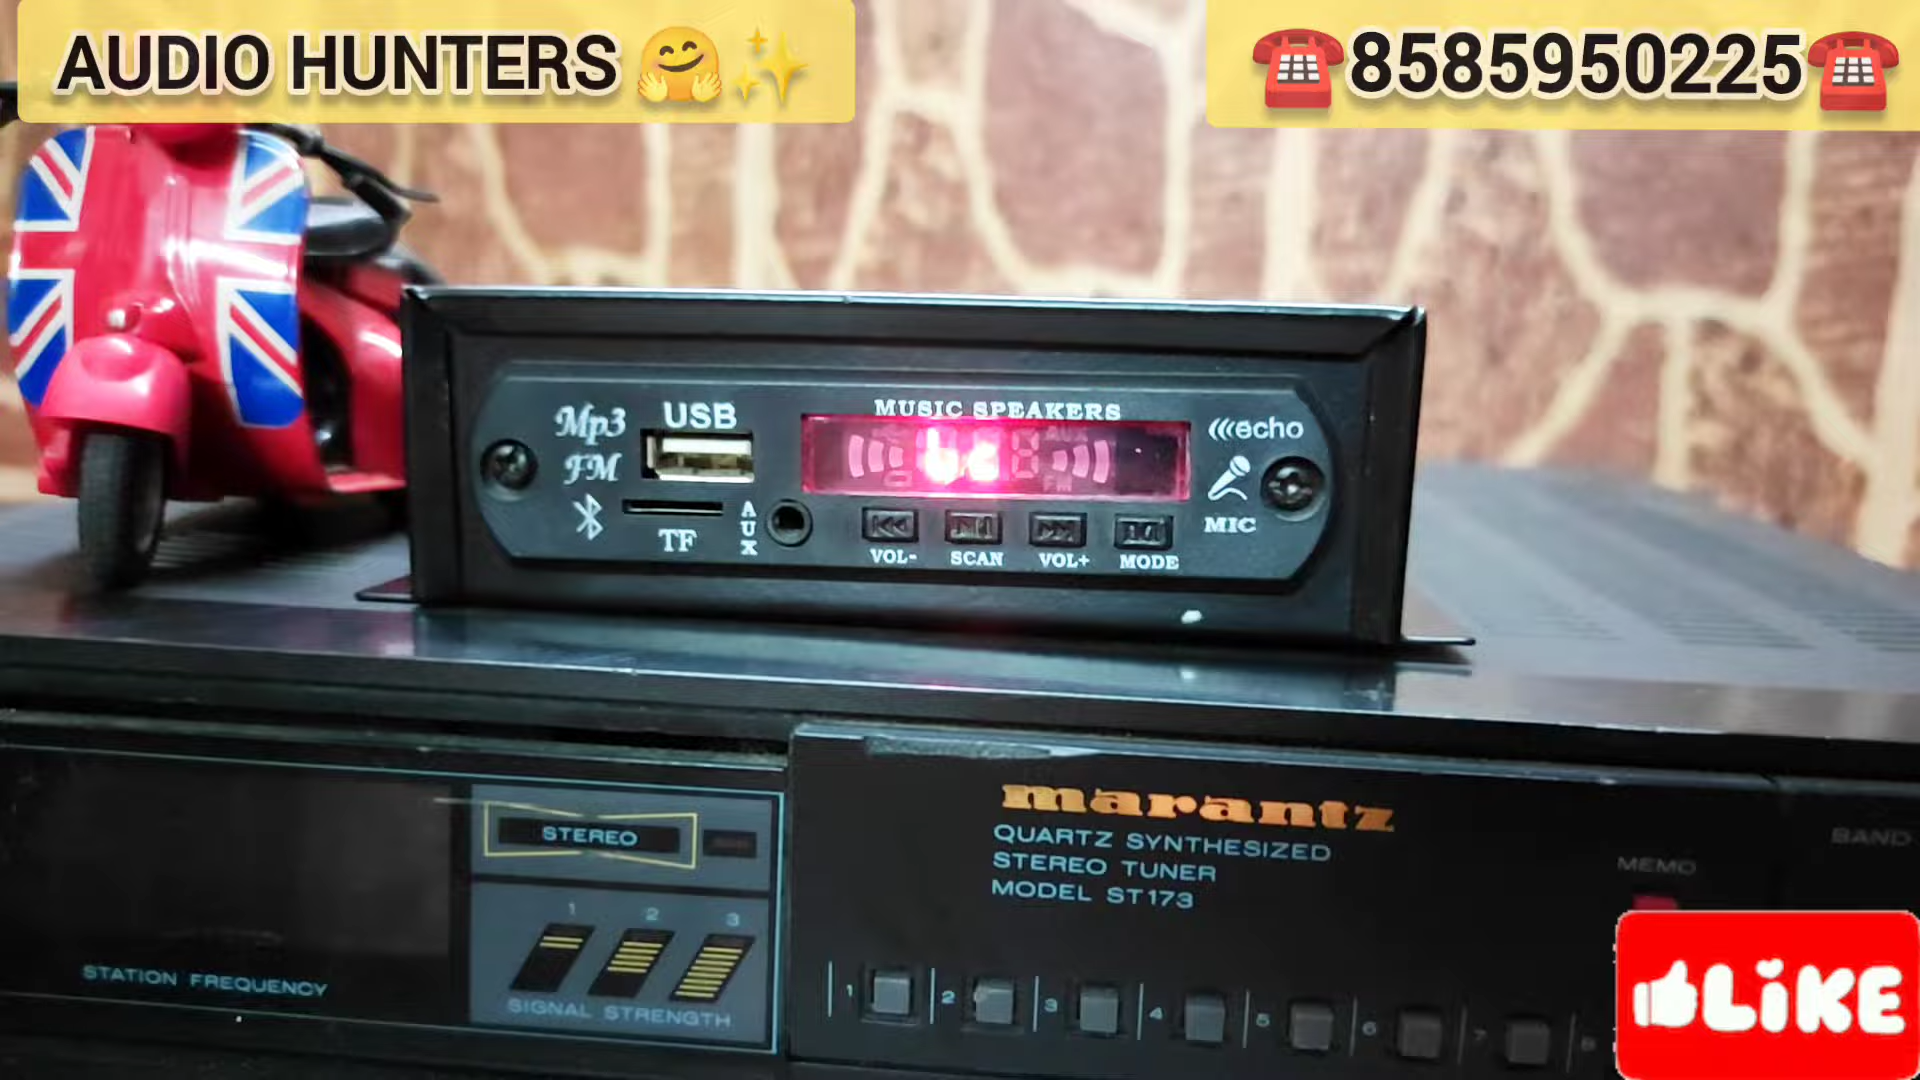 AUDIO HUNTERS 🤗✨
☎️8585950225☎️
Mp3
USB
MUSIC SPEAKERS
echo
FM
TF
AUX
VOL-
SCAN
VOL+
MODE
MIC
marantz
QUARTZ SYNTHESIZED
STEREO TUNER
MODEL ST173
STEREO
1 2 3
SIGNAL STRENGTH
STATION FREQUENCY
BAND
MEMO
1 2 3 4 5 6 7 8
LiKE